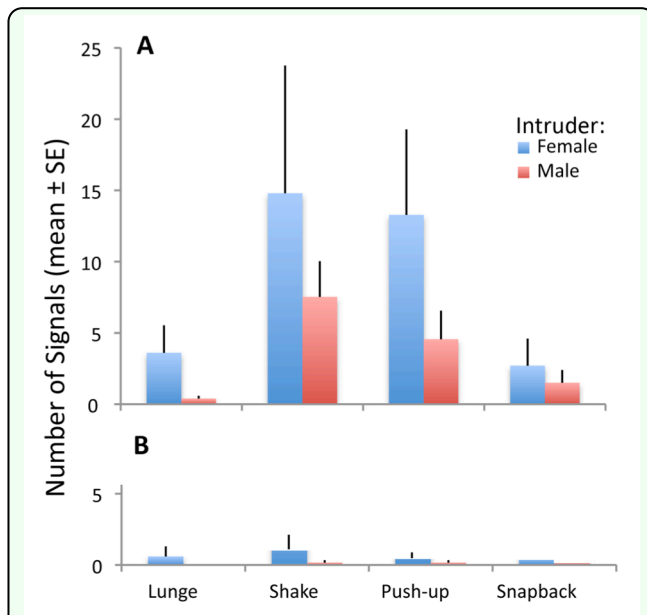 A
25
20
15
10
5
0
Number of Signals (mean ± SE)
Intruder:
Female
Male
B
5
0
Lunge Shake Push-up Snapback